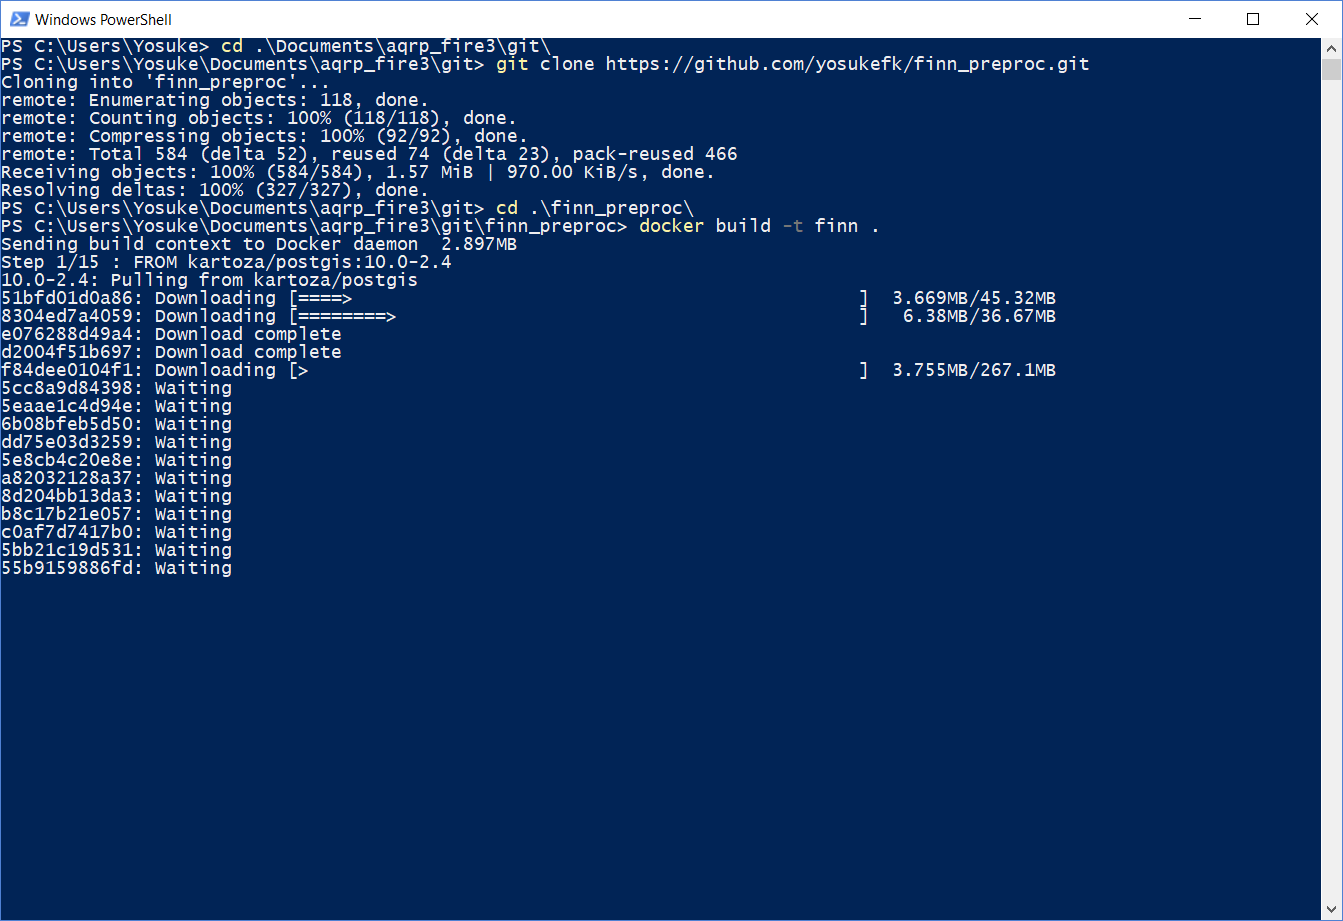 Windows PowerShell
PS C:\Users\Yosuke> cd .\Documents\aqrp_fire3\git\
PS C:\Users\Yosuke\Documents\aqrp_fire3\git> git clone https://github.com/yosukefk/finn_preproc.git
Cloning into 'finn_preproc'...
remote: Enumerating objects: 118, done.
remote: Counting objects: 100% (118/118), done.
remote: Compressing objects: 100% (92/92), done.
remote: Total 584 (delta 52), reused 74 (delta 23), pack-reused 466
Receiving objects: 100% (584/584), 1.57 MiB | 970.00 KiB/s, done.
Resolving deltas: 100% (327/327), done.
PS C:\Users\Yosuke\Documents\aqrp_fire3\git> cd .\finn_preproc\
PS C:\Users\Yosuke\Documents\aqrp_fire3\git\finn_preproc> docker build -t finn .
Sending build context to Docker daemon  2.897MB
Step 1/15 : FROM kartoza/postgis:10.0-2.4
10.0-2.4: Pulling from kartoza/postgis
51bfd01d0a86: Downloading [====>                                              ]  3.669MB/45.32MB
8304ed7a4059: Downloading [========>                                          ]   6.38MB/36.67MB
e076288d49a4: Download complete
d2004f51b697: Download complete
f84dee0104f1: Downloading [>                                                  ]  3.755MB/267.1MB
5cc8a9d84398: Waiting
5eaae1c4d94e: Waiting
6b08bfeb5d50: Waiting
dd75e03d3259: Waiting
5e8cb4c20e8e: Waiting
a82032128a37: Waiting
8d204bb13da3: Waiting
b8c17b21e057: Waiting
c0af7d7417b0: Waiting
5bb21c19d531: Waiting
55b9159886fd: Waiting